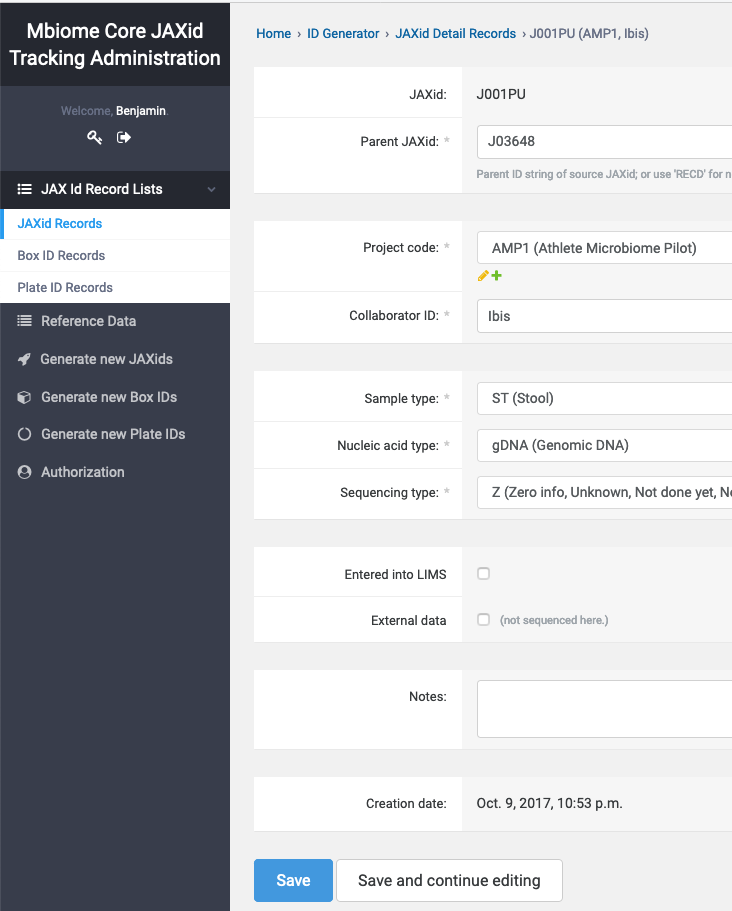 Mbiome Core JAXid
Tracking Administration
Welcome, Benjamin
JAX Id Record Lists
JAXid Records
Box ID Records
Plate ID Records
Reference Data
Generate new JAXids
Generate new Box IDs
Generate new Plate IDs
Authorization
Home › ID Generator › JAXid Detail Records › J001PU (AMP1, Ibis)
JAXid: J001PU
Parent JAXid: * J03648
Parent ID string of source JAXid; or use 'RECD' for n
Project code: * AMP1 (Athlete Microbiome Pilot)
Collaborator ID: * Ibis
Sample type: * ST (Stool)
Nucleic acid type: * gDNA (Genomic DNA)
Sequencing type: * Z (Zero info, Unknown, Not done yet, No
Entered into LIMS
External data (not sequenced here.)
Notes:
Creation date: Oct. 9, 2017, 10:53 p.m.
Save Save and continue editing